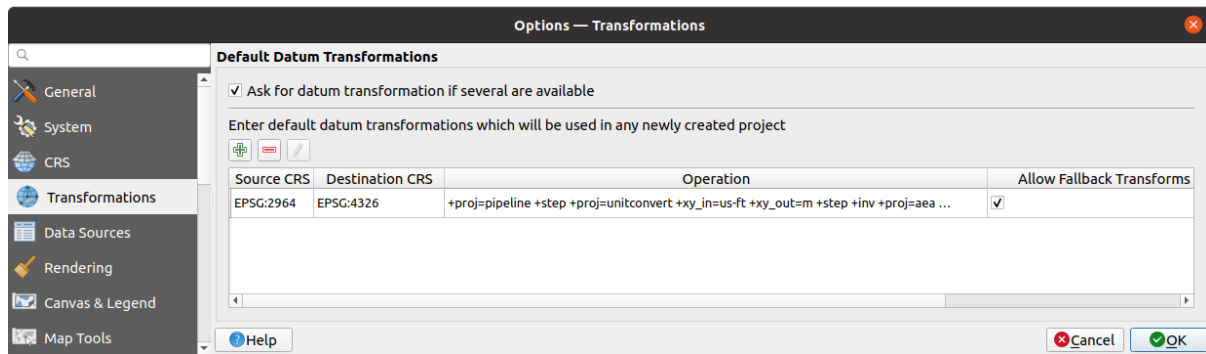 Options — Transformations
Default Datum Transformations
General
System
CRS
Transformations
Data Sources
Rendering
Canvas & Legend
Map Tools
Ask for datum transformation if several are available
Enter default datum transformations which will be used in any newly created project
Source CRS Destination CRS Operation Allow Fallback Transforms
EPSG:2964 EPSG:4326 +proj=pipeline +step +proj=unitconvert +xy_in=us-ft +xy_out=m +step +inv +proj=aea ...
Help Cancel OK